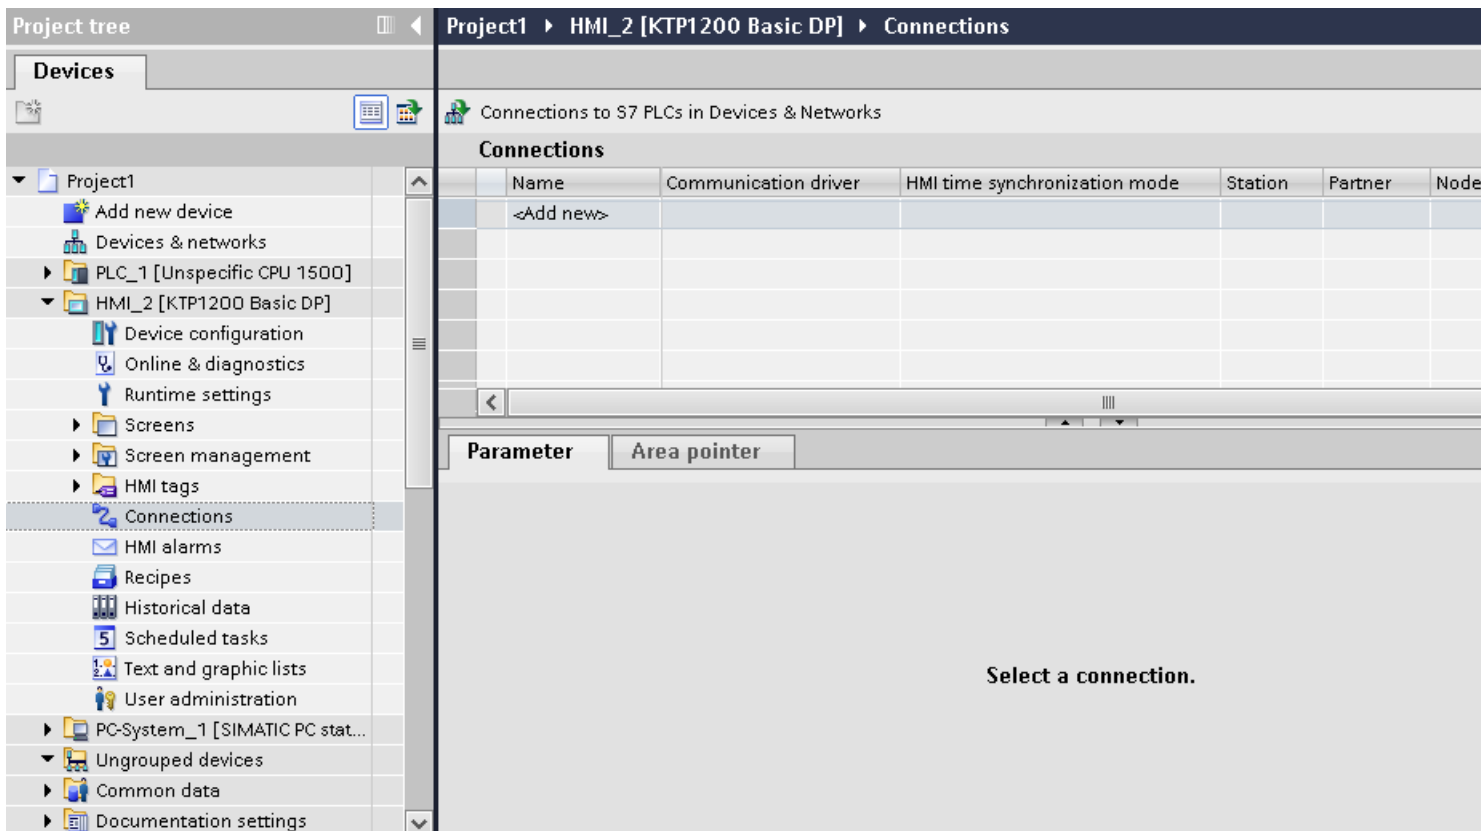 Project tree
Devices
Project1
Add new device
Devices & networks
PLC_1 [Unspecific CPU 1500]
HMI_2 [KTP1200 Basic DP]
Device configuration
Online & diagnostics
Runtime settings
Screens
Screen management
HMI tags
Connections
HMI alarms
Recipes
Historical data
5 Scheduled tasks
Text and graphic lists
User administration
PC-System_1 [SIMATIC PC stat...
Ungrouped devices
Common data
Documentation settings
Project1 HMI_2 [KTP1200 Basic DP] Connections
Connections to S7 PLCs in Devices & Networks
Connections
Name Communication driver HMI time synchronization mode Station Partner Node
<Add new>
Parameter Area pointer
Select a connection.